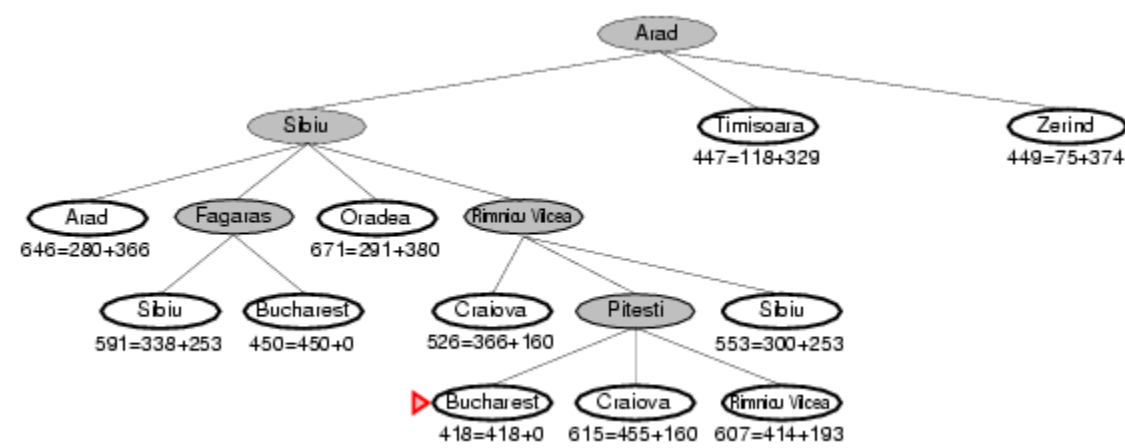 Arad
Sibiu
Timisoara
Zerind
447=118+329
449=75+374
Arad
Fagaras
Oradea
Rimnicu Vilcea
646=280+366
671=291+380
Sibiu
Bucharest
Craiova
Pitesti
Sibiu
591=338+253
450=450+0
526=366+160
553=300+253
Bucharest
Craiova
Rimnicu Vilcea
418=418+0
615=455+160
607=414+193